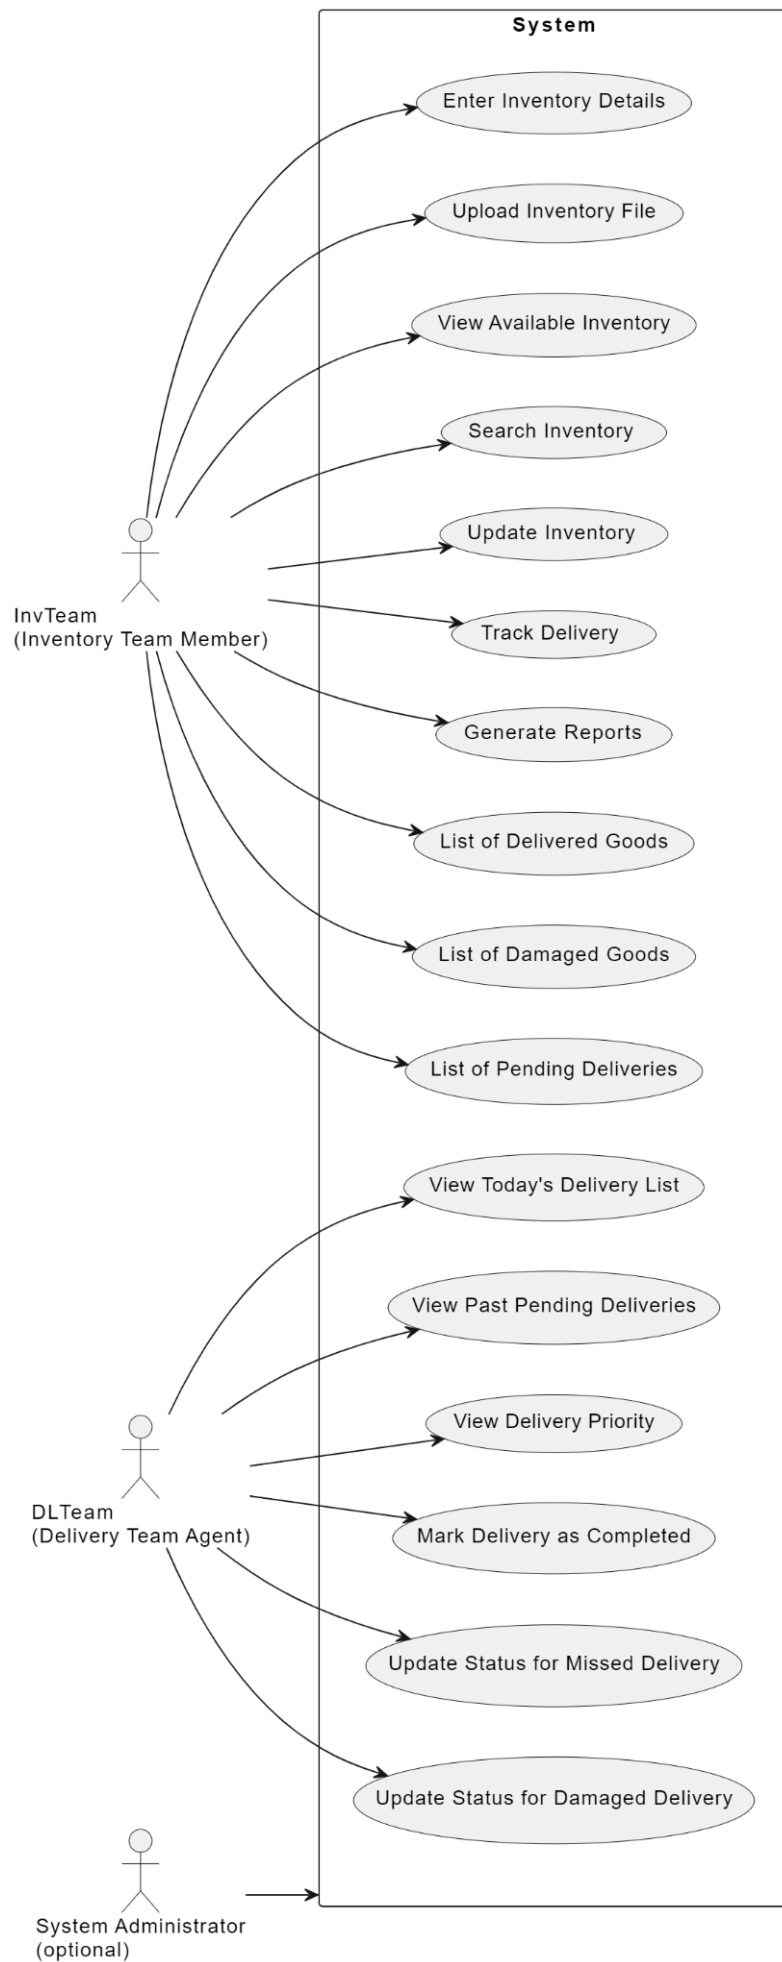 System
Enter Inventory Details
Upload Inventory File
View Available Inventory
Search Inventory
Update Inventory
InvTeam
(Inventory Team Member)
Track Delivery
Generate Reports
List of Delivered Goods
List of Damaged Goods
List of Pending Deliveries
View Today's Delivery List
View Past Pending Deliveries
View Delivery Priority
DLTeam
(Delivery Team Agent)
Mark Delivery as Completed
Update Status for Missed Delivery
Update Status for Damaged Delivery
System Administrator
(optional)